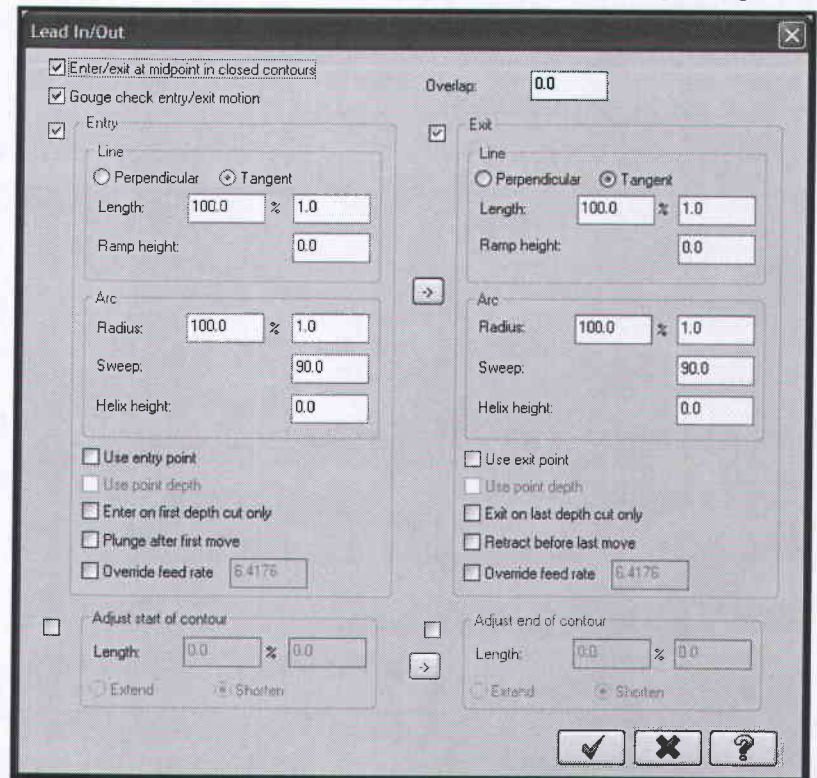 Lead In/Out
Enter/exit at midpoint in closed contours
Gouge check entry/exit motion
Overlap: 0.0
Entry
Line
Perpendicular Tangent
Length: 100.0 % 1.0
Ramp height: 0.0
Arc
Radius: 100.0 % 1.0
Sweep: 90.0
Helix height: 0.0
Use entry point
Use point depth
Enter on first depth cut only
Plunge after first move
Override feed rate 6.4176
Adjust start of contour
Length: 0.0 % 0.0
Extend Shorten
->
->
Exit
Line
Perpendicular Tangent
Length: 100.0 % 1.0
Ramp height: 0.0
Arc
Radius: 100.0 % 1.0
Sweep: 90.0
Helix height: 0.0
Use exit point
Use point depth
Exit on last depth cut only
Retract before last move
Override feed rate 6.4176
Adjust end of contour
Length: 0.0 % 0.0
Extend Shorten
?